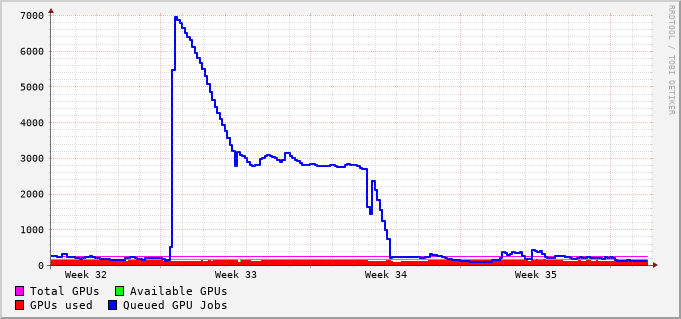 7000
6000
5000
4000
3000
2000
1000
0
Week 32 Week 33 Week 34 Week 35
Total GPUs Available GPUs
GPUs used Queued GPU Jobs
RRDTOOL / TOBI OETIKER